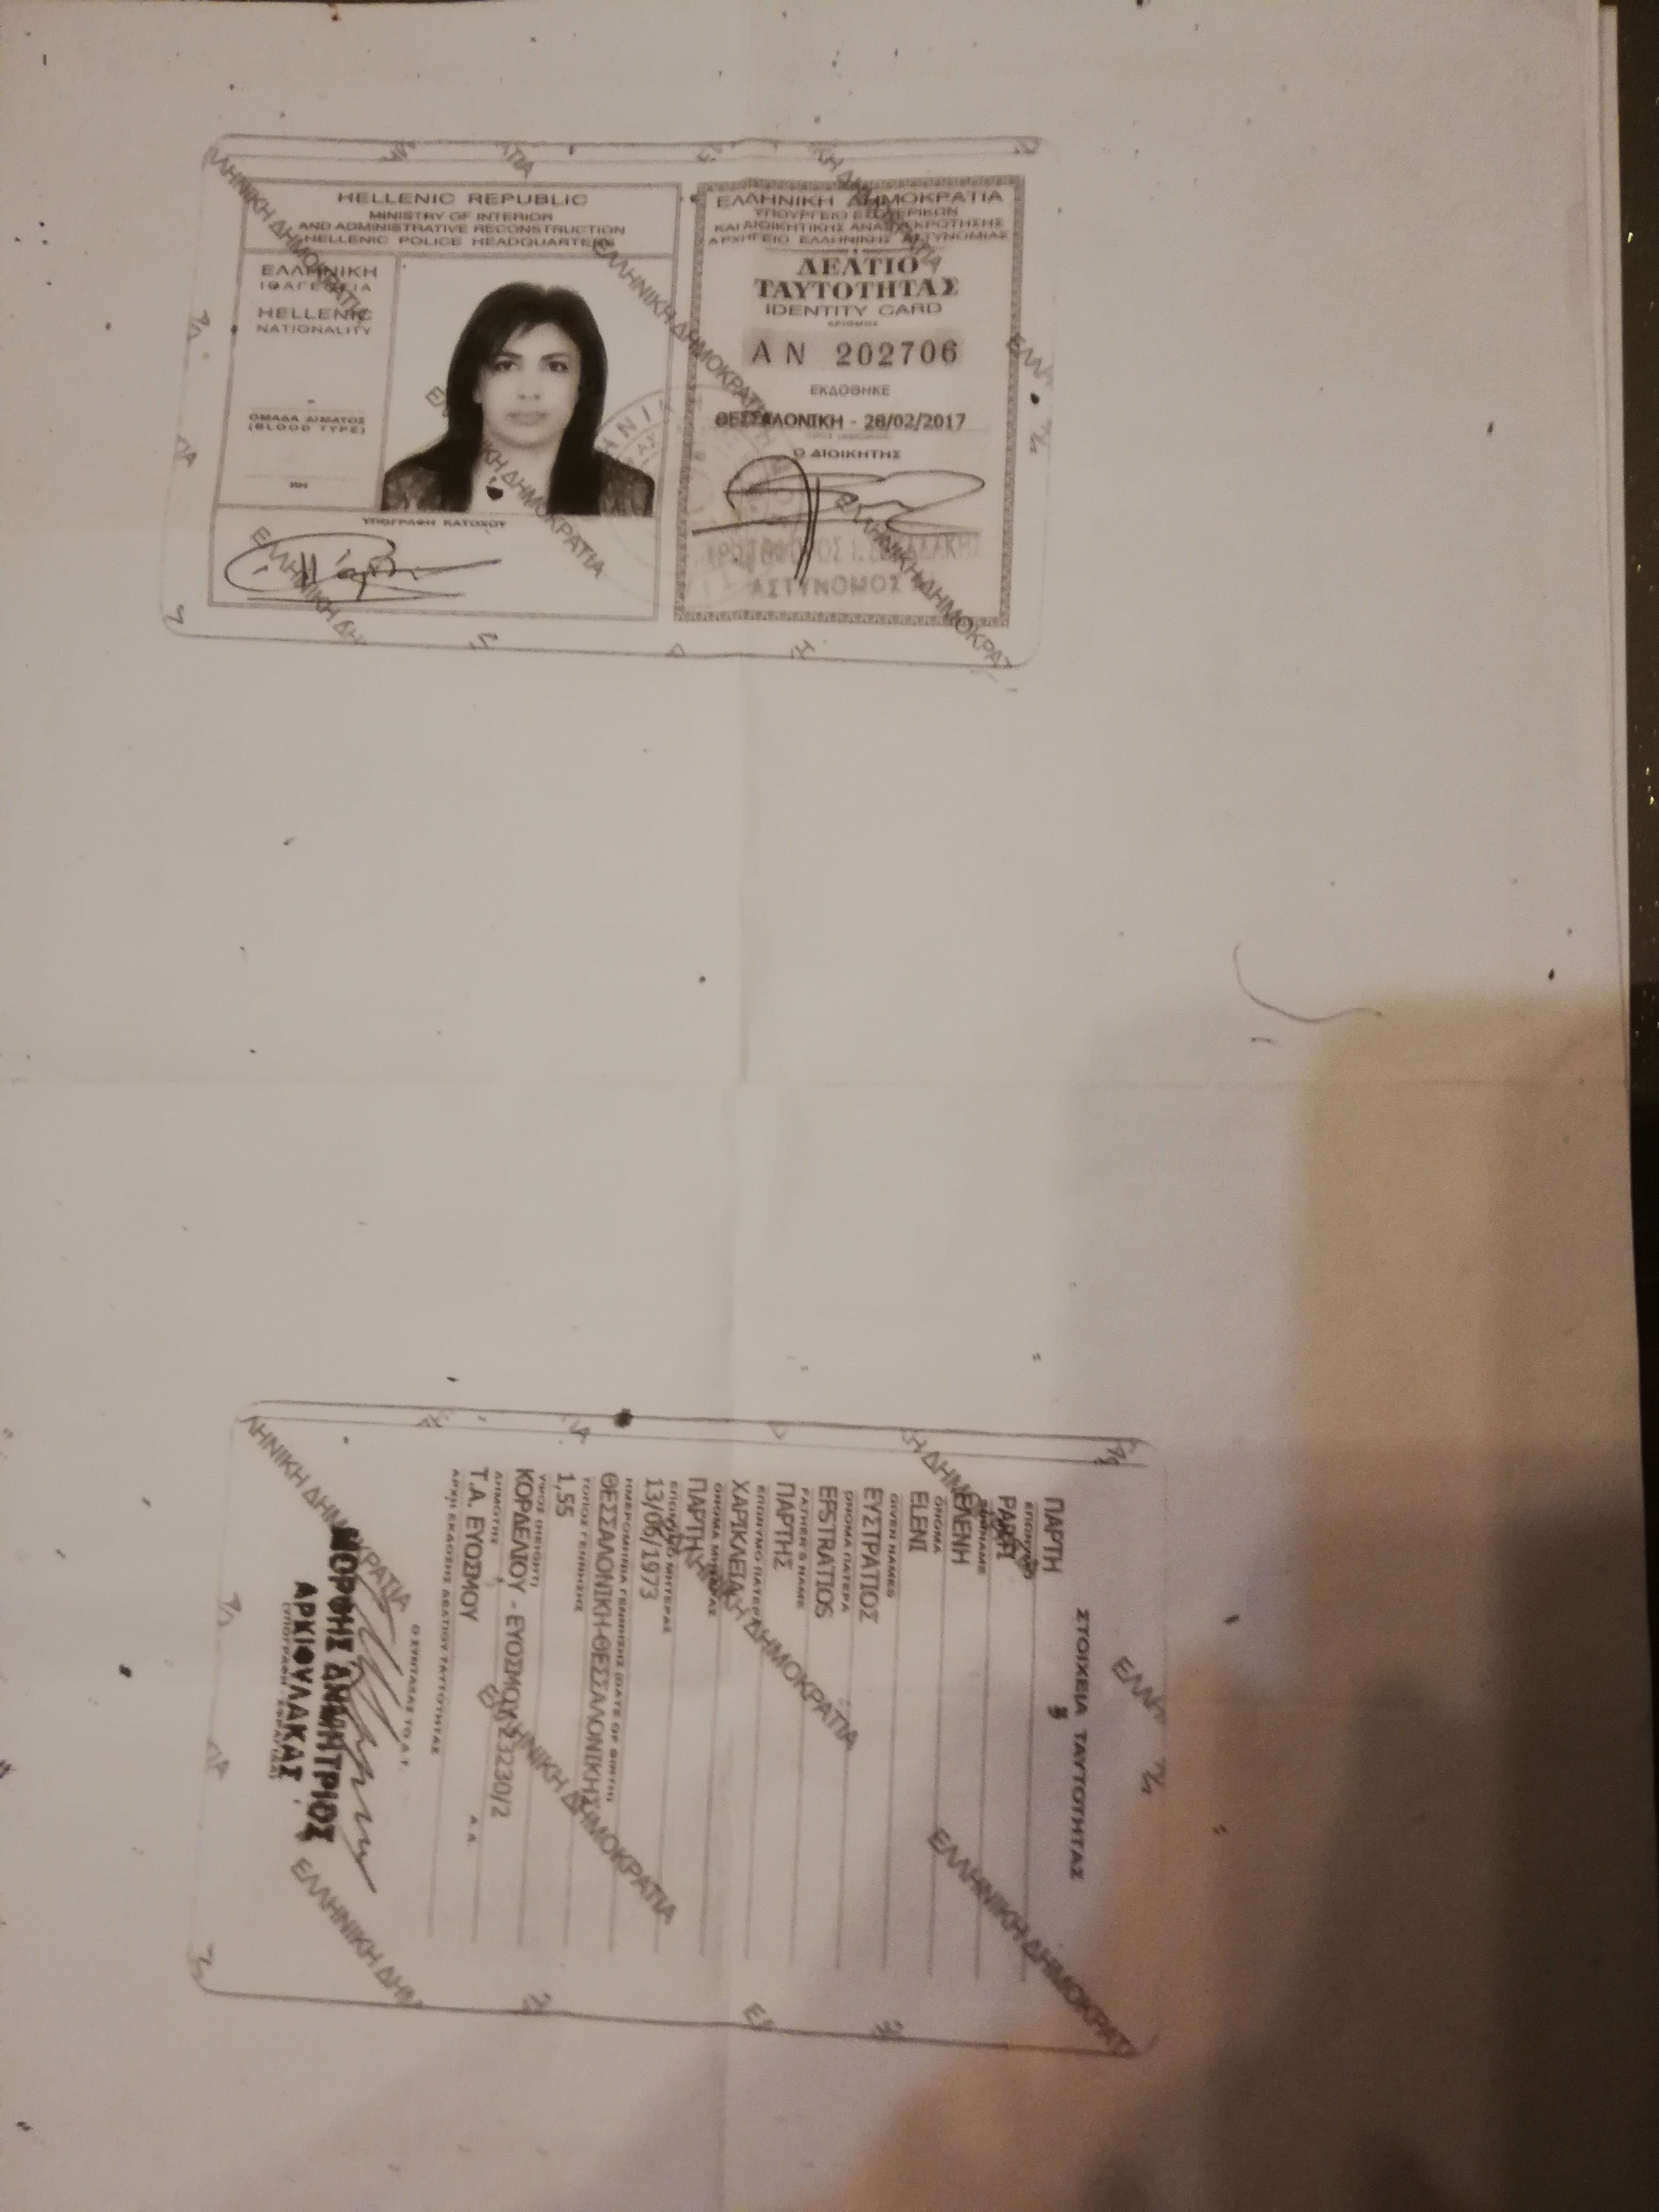 HELLENIC REPUBLIC
MINISTRY OF INTERIOR
AND ADMINISTRATIVE RECONSTRUCTION
HELLENIC POLICE HEADQUARTERS
ΕΛΛΗΝΙΚΗ
ΙΘΑΓΕΝΕΙΑ
HELLENIC
NATIONALITY
-
ΟΜΑΔΑ ΑΙΜΑΤΟΣ
(BLOOD TYPE)
RH
ΥΠΟΓΡΑΦΗ ΚΑΤΟΧΟΥ
ΕΛΛΗΝΙΚΗ ΔΗΜΟΚΡΑΤΙΑ
ΥΠΟΥΡΓΕΙΟ ΕΣΩΤΕΡΙΚΩΝ
ΚΑΙ ΔΙΟΙΚΗΤΙΚΗΣ ΑΝΑΣΥΓΚΡΟΤΗΣΗΣ
ΑΡΧΗΓΕΙΟ ΕΛΛΗΝΙΚΗΣ ΑΣΤΥΝΟΜΙΑΣ
ΔΕΛΤΙΟ
ΤΑΥΤΟΤΗΤΑΣ
IDENTITY CARD
ΑΡΙΘΜΟΣ
ΑΝ 202706
ΕΚΔΟΘΗΚΕ
ΘΕΣΣΑΛΟΝΙΚΗ - 28/02/2017
Ο ΔΙΟΙΚΗΤΗΣ
ΑΣΤΥΝΟΜΟΣ
ΣΤΟΙΧΕΙΑ ΤΑΥΤΟΤΗΤΑΣ
ΠΑΡΤΗ
ΕΠΩΝΥΜΟ
PARTI
SURNAME
ΕΛΕΝΗ
ΟΝΟΜΑ
ELENI
GIVEN NAMES
ΕΥΣΤΡΑΤΙΟΣ
ΟΝΟΜΑ ΠΑΤΕΡΑ
EFSTRATIOS
FATHER'S NAME
ΠΑΡΤΗΣ
ΕΠΩΝΥΜΟ ΠΑΤΕΡΑ
ΧΑΡΙΚΛΕΙΑ
ΟΝΟΜΑ ΜΗΤΕΡΑΣ
ΠΑΡΤΗ
ΕΠΩΝΥΜΟ ΜΗΤΕΡΑΣ
13/06/1973
ΗΜΕΡΟΜΗΝΙΑ ΓΕΝΝΗΣΗΣ (DATE OF BIRTH)
ΘΕΣΣΑΛΟΝΙΚΗ-ΘΕΣΣΑΛΟΝΙΚΗΣ
ΤΟΠΟΣ ΓΕΝΝΗΣΗΣ
1,55
ΥΨΟΣ (HEIGHT)
ΚΟΡΔΕΛΙΟΥ - ΕΥΟΣΜΟΥ 23230/2
ΔΗΜΟΤΗΣ Α.Α.
Τ.Α. ΕΥΟΣΜΟΥ
ΑΡΧΗ ΕΚΔΟΣΗΣ ΔΕΛΤΙΟΥ ΤΑΥΤΟΤΗΤΑΣ
Ο ΣΥΝΤΑΞΑΣ ΤΟ Δ.Τ.
ΔΗΜΗΤΡΙΟΣ
ΑΡΧΙΦΥΛΑΚΑΣ
ΕΛΛΗΝΙΚΗ ΔΗΜΟΚΡΑΤΙΑ